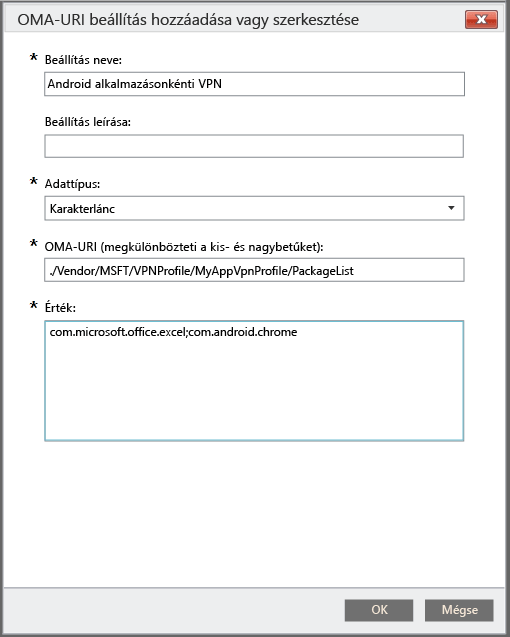 OMA-URI beállítás hozzáadása vagy szerkesztése
* Beállítás neve:
Android alkalmazásonkénti VPN
Beállítás leírása:
* Adattípus:
Karakterlánc
* OMA-URI (megkülönbözteti a kis- és nagybetűket):
./Vendor/MSFT/VPNProfile/MyAppVpnProfile/PackageList
* Érték:
com.microsoft.office.excel;com.android.chrome
OK Mégse